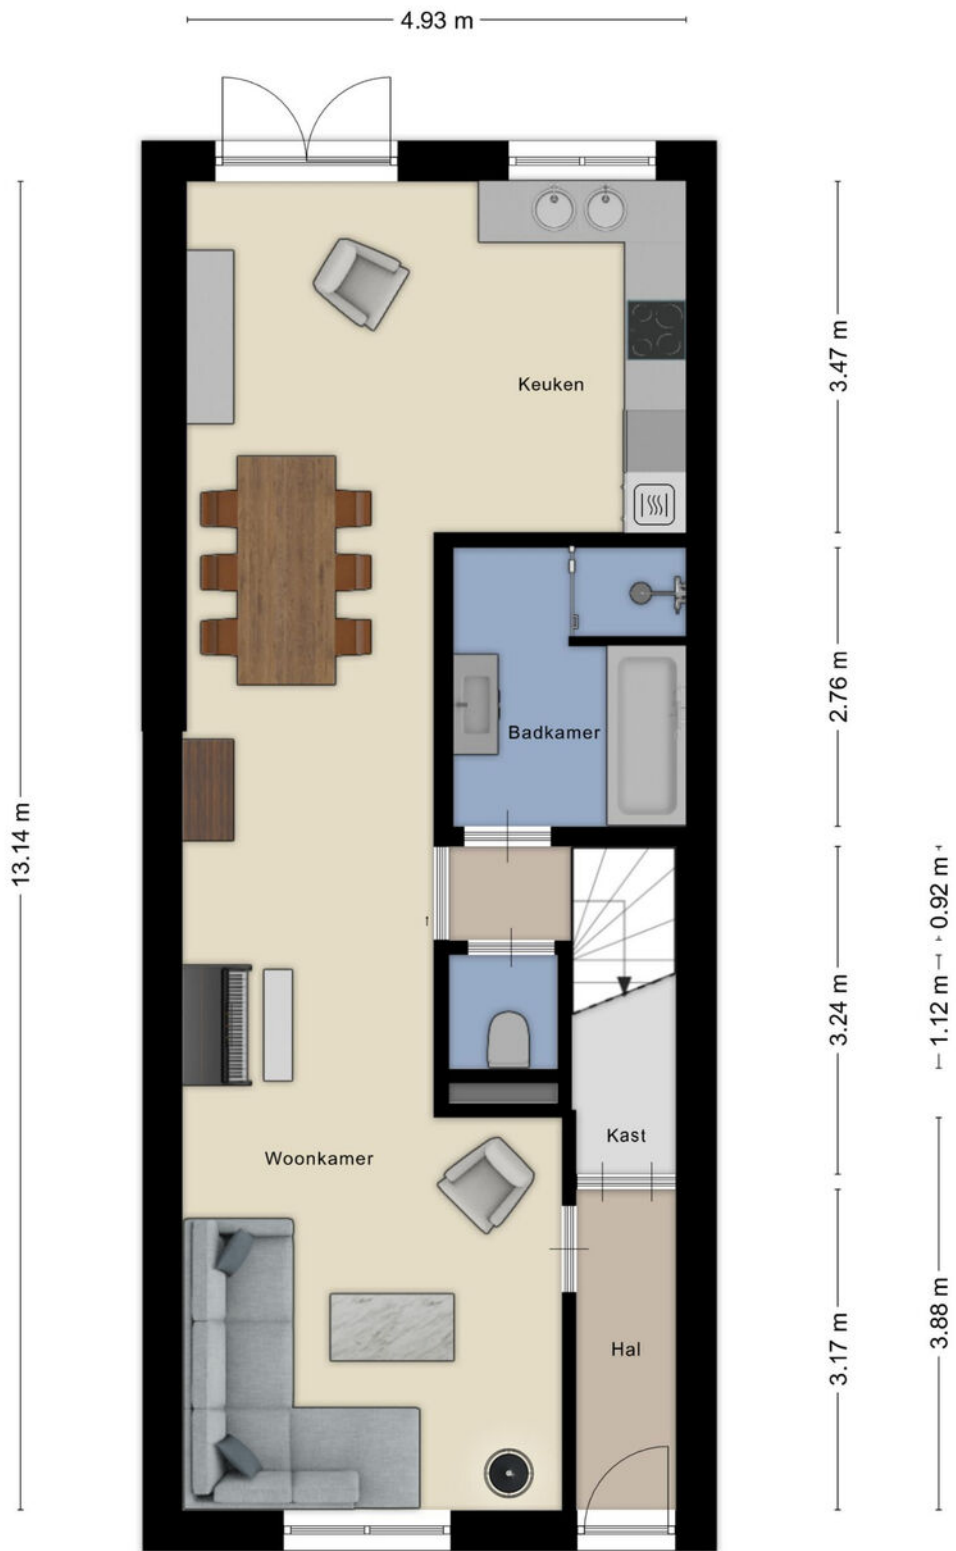 4.93 m
3.47 m
Keuken
2.76 m
Badkamer
13.14 m
0.92 m
3.24 m
1.12 m
Kast
Woonkamer
3.88 m
3.17 m
Hal